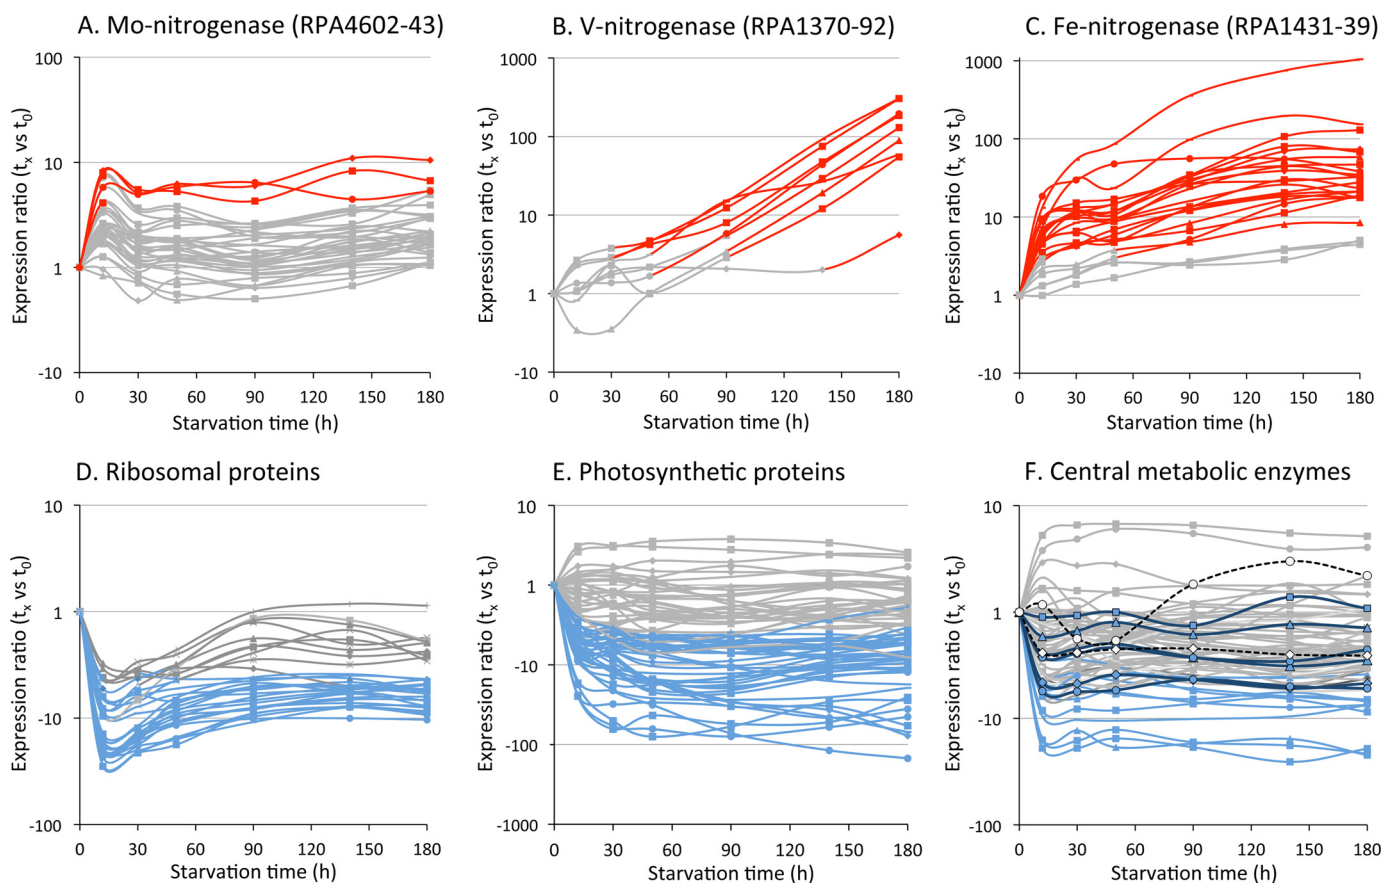 A. Mo-nitrogenase (RPA4602-43)
100
10
1
-10
Expression ratio (tx vs t0)
0 30 60 90 120 150 180
Starvation time (h)
B. V-nitrogenase (RPA1370-92)
1000
100
10
1
-10
Expression ratio (tx vs t0)
0 30 60 90 120 150 180
Starvation time (h)
C. Fe-nitrogenase (RPA1431-39)
1000
100
10
1
-10
Expression ratio (tx vs t0)
0 30 60 90 120 150 180
Starvation time (h)
D. Ribosomal proteins
10
1
-10
-100
Expression ratio (tx vs t0)
0 30 60 90 120 150 180
Starvation time (h)
E. Photosynthetic proteins
10
1
-10
-100
-1000
Expression ratio (tx vs t0)
0 30 60 90 120 150 180
Starvation time (h)
F. Central metabolic enzymes
10
1
-10
-100
Expression ratio (tx vs t0)
0 30 60 90 120 150 180
Starvation time (h)